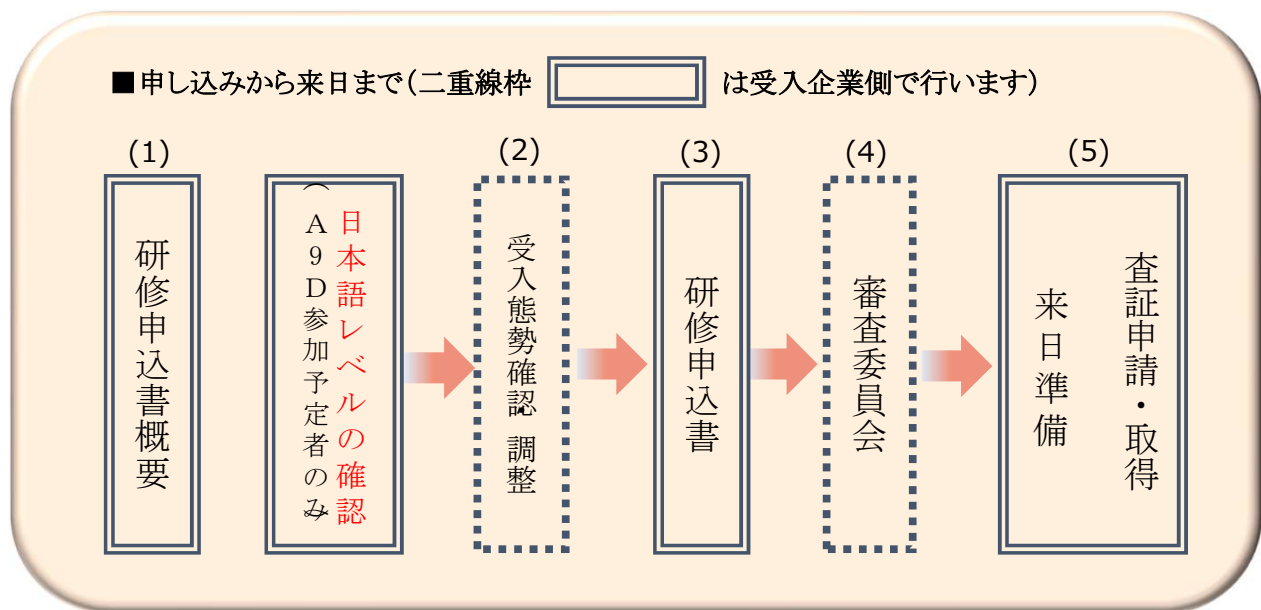 ■申し込みから来日まで(二重線枠 は受入企業側で行います)
(1)
研修申込書概要
日本語レベルの確認
(A9D参加予定者のみ)
(2)
受入態勢確認・調整
(3)
研修申込書
(4)
審査委員会
(5)
査証申請・取得
来日準備